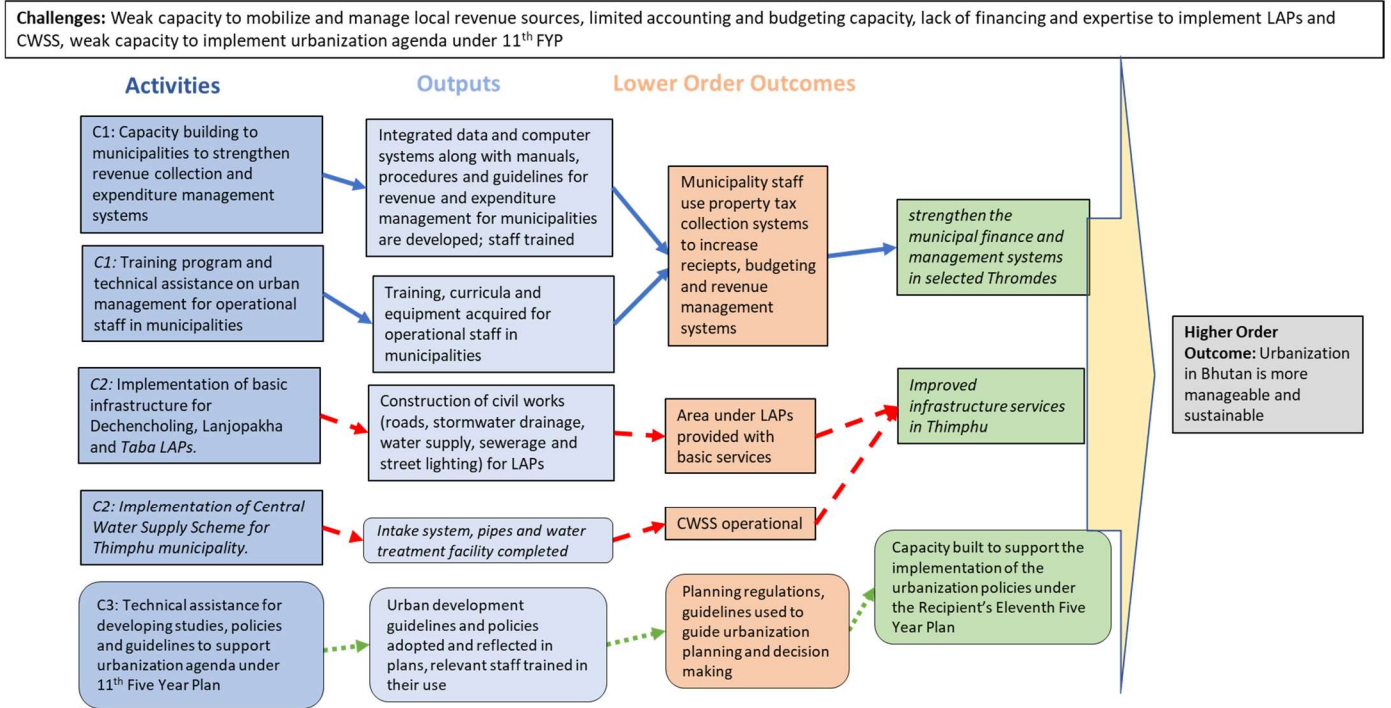 Challenges: Weak capacity to mobilize and manage local revenue sources, limited accounting and budgeting capacity, lack of financing and expertise to implement LAPs and
CWSS, weak capacity to implement urbanization agenda under 11th FYP
Activities
Outputs
Lower Order Outcomes
C1: Capacity building to
municipalities to strengthen
revenue collection and
expenditure management
systems
Integrated data and computer
systems along with manuals,
procedures and guidelines for
revenue and expenditure
management for municipalities
are developed; staff trained
Municipality staff
use property tax
collection systems
to increase
reciepts, budgeting
and revenue
management
systems
strengthen the
municipal finance and
management systems
in selected Thromdes
C1: Training program and
technical assistance on urban
management for operational
staff in municipalities
Training, curricula and
equipment acquired for
operational staff in
municipalities
Higher Order
Outcome: Urbanization
in Bhutan is more
manageable and
sustainable
C2: Implementation of basic
infrastructure for
Dechencholing, Lanjopakha
and Taba LAPs.
Construction of civil works
(roads, stormwater drainage,
water supply, sewerage and
street lighting) for LAPs
Area under LAPs
provided with
basic services
Improved
infrastructure services
in Thimphu
C2: Implementation of Central
Water Supply Scheme for
Thimphu municipality.
Intake system, pipes and water
treatment facility completed
CWSS operational
C3: Technical assistance for
developing studies, policies
and guidelines to support
urbanization agenda under
11th Five Year Plan
Urban development
guidelines and policies
adopted and reflected in
plans, relevant staff trained in
their use
Planning regulations,
guidelines used to
guide urbanization
planning and decision
making
Capacity built to support the
implementation of the
urbanization policies under
the Recipient's Eleventh Five
Year Plan